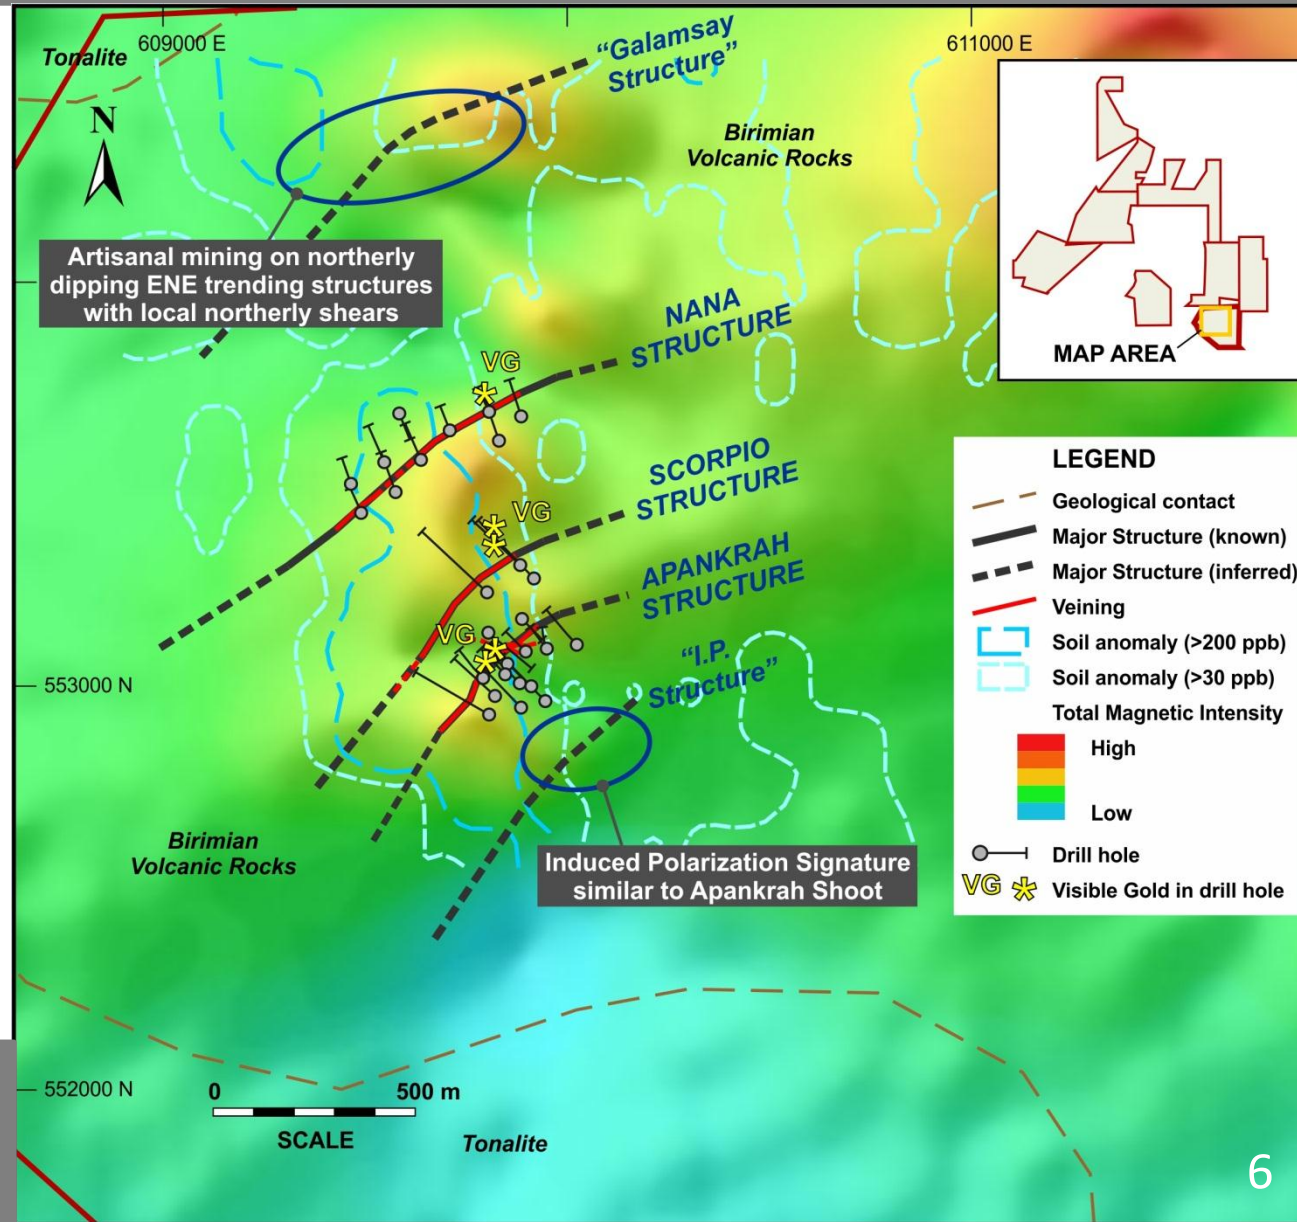 609000 E
611000 E
Tonalite
N
“Galamsay
Structure”
Birimian
Volcanic Rocks
Artisanal mining on northerly
dipping ENE trending structures
with local northerly shears
MAP AREA
NANA
STRUCTURE
VG
SCORPIO
STRUCTURE
VG
APANKRAH
STRUCTURE
VG
“I.P.
Structure”
553000 N
Birimian
Volcanic Rocks
Induced Polarization Signature
similar to Apankrah Shoot
LEGEND
Geological contact
Major Structure (known)
Major Structure (inferred)
Veining
Soil anomaly (>200 ppb)
Soil anomaly (>30 ppb)
Total Magnetic Intensity
High
Low
Drill hole
VG Visible Gold in drill hole
552000 N
0 500 m
SCALE
Tonalite
6